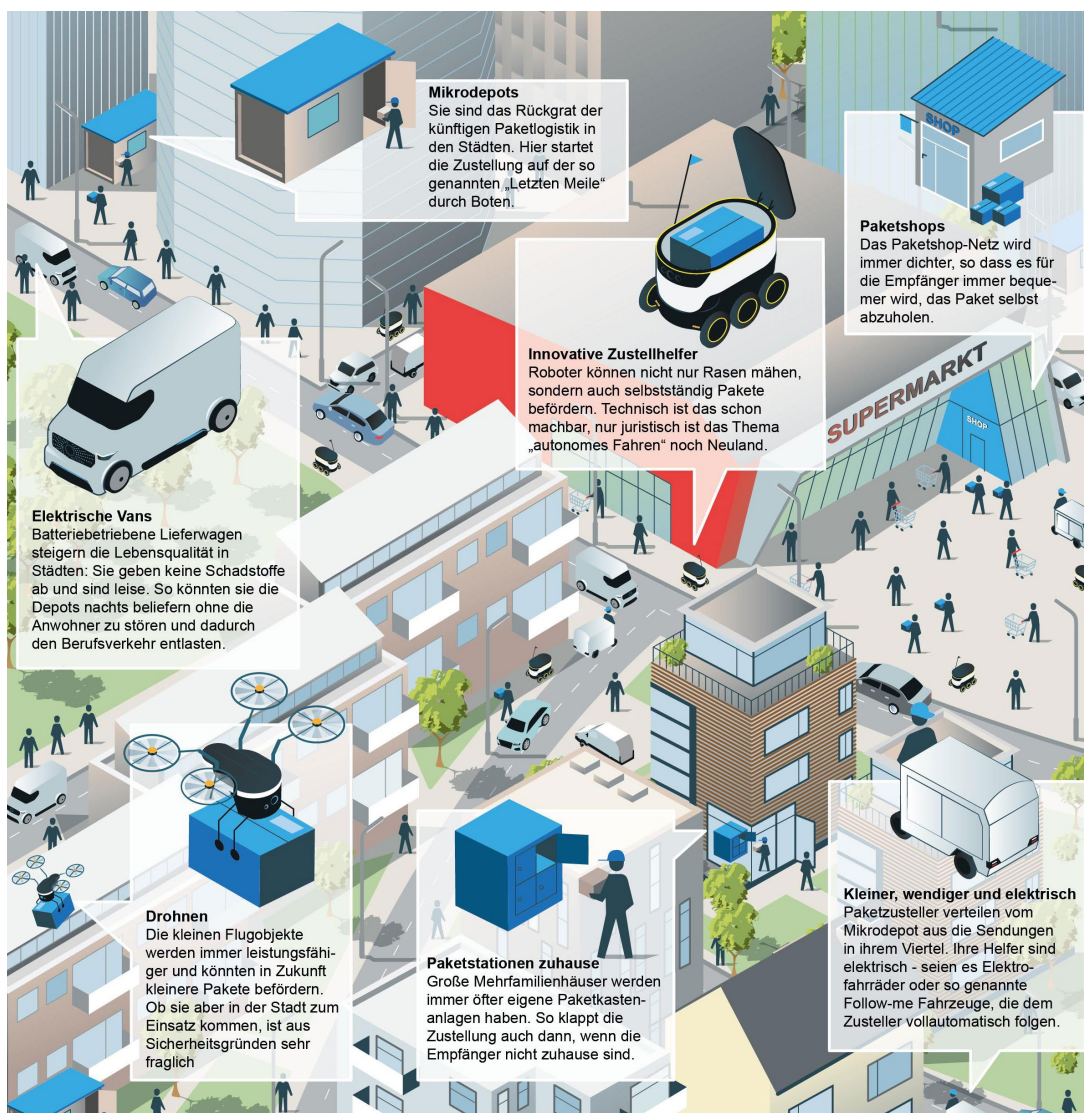 Mikrodepots
Sie sind das Rückgrat der
künftigen Paketlogistik in
den Städten. Hier startet
die Zustellung auf der so
genannten „Letzten Meile“
durch Boten.
SHOP
Paketshops
Das Paketshop-Netz wird
immer dichter, so dass es für
die Empfänger immer beque-
mer wird, das Paket selbst
abzuholen.
Innovative Zustellhelfer
Roboter können nicht nur Rasen mähen,
sondern auch selbstständig Pakete
befördern. Technisch ist das schon
machbar, nur juristisch ist das Thema
„autonomes Fahren“ noch Neuland.
SUPERMARKT
SHOP
Elektrische Vans
Batteriebetriebene Lieferwagen
steigern die Lebensqualität in
Städten: Sie geben keine Schadstoffe
ab und sind leise. So könnten sie die
Depots nachts beliefern ohne die
Anwohner zu stören und dadurch
den Berufsverkehr entlasten.
Drohnen
Die kleinen Flugobjekte
werden immer leistungsfähi-
ger und könnten in Zukunft
kleinere Pakete befördern.
Ob sie aber in der Stadt zum
Einsatz kommen, ist aus
Sicherheitsgründen sehr
fraglich
Paketstationen zuhause
Große Mehrfamilienhäuser werden
immer öfter eigene Paketkasten-
anlagen haben. So klappt die
Zustellung auch dann, wenn die
Empfänger nicht zuhause sind.
Kleiner, wendiger und elektrisch
Paketzusteller verteilen vom
Mikrodepot aus die Sendungen
in ihrem Viertel. Ihre Helfer sind
elektrisch - seien es Elektro-
fahrräder oder so genannte
Follow-me Fahrzeuge, die dem
Zusteller vollautomatisch folgen.